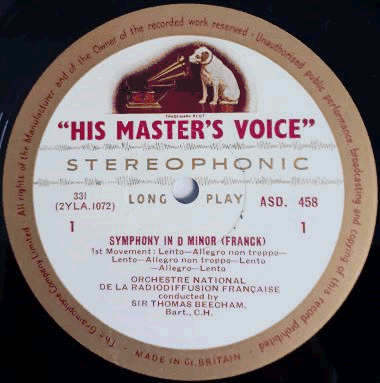 TRADE MARK REGD
"HIS MASTER'S VOICE"
STEREOPHONIC
33⅓
(2YLA.1072)
LONG PLAY
ASD. 458
1
1
SYMPHONY IN D MINOR (FRANCK)
1st Movement: Lento—Allegro non troppo—
Lento—Allegro non troppo—Lento
—Allegro—Lento
ORCHESTRE NATIONAL
DE LA RADIODIFFUSION FRANÇAISE
conducted by
SIR THOMAS BEECHAM,
Bart., C.H.
The Gramophone Company Limited · All rights of the Manufacturer and of the Owner of the recorded work reserved · Unauthorised public performance, broadcasting and copying of this record prohibited
MADE IN GT. BRITAIN